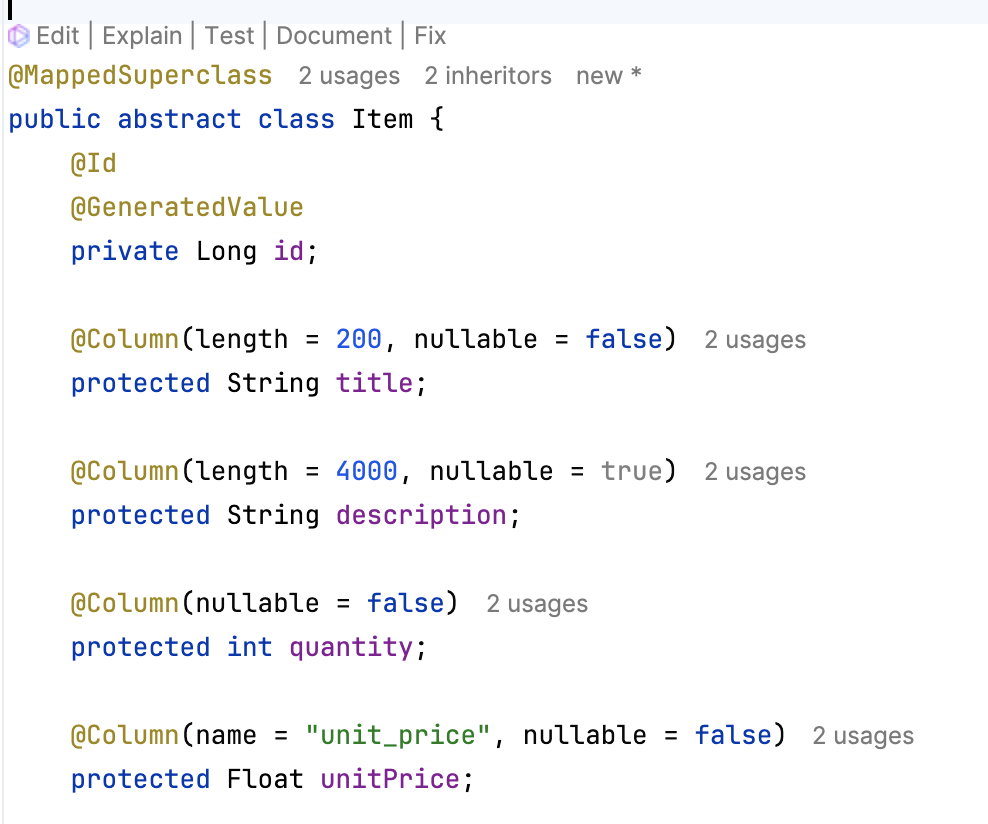 Edit | Explain | Test | Document | Fix
@MappedSuperclass 2 usages 2 inheritors new *
public abstract class Item {
@Id
@GeneratedValue
private Long id;
@Column(length = 200, nullable = false) 2 usages
protected String title;
@Column(length = 4000, nullable = true) 2 usages
protected String description;
@Column(nullable = false) 2 usages
protected int quantity;
@Column(name = "unit_price", nullable = false) 2 usages
protected Float unitPrice;